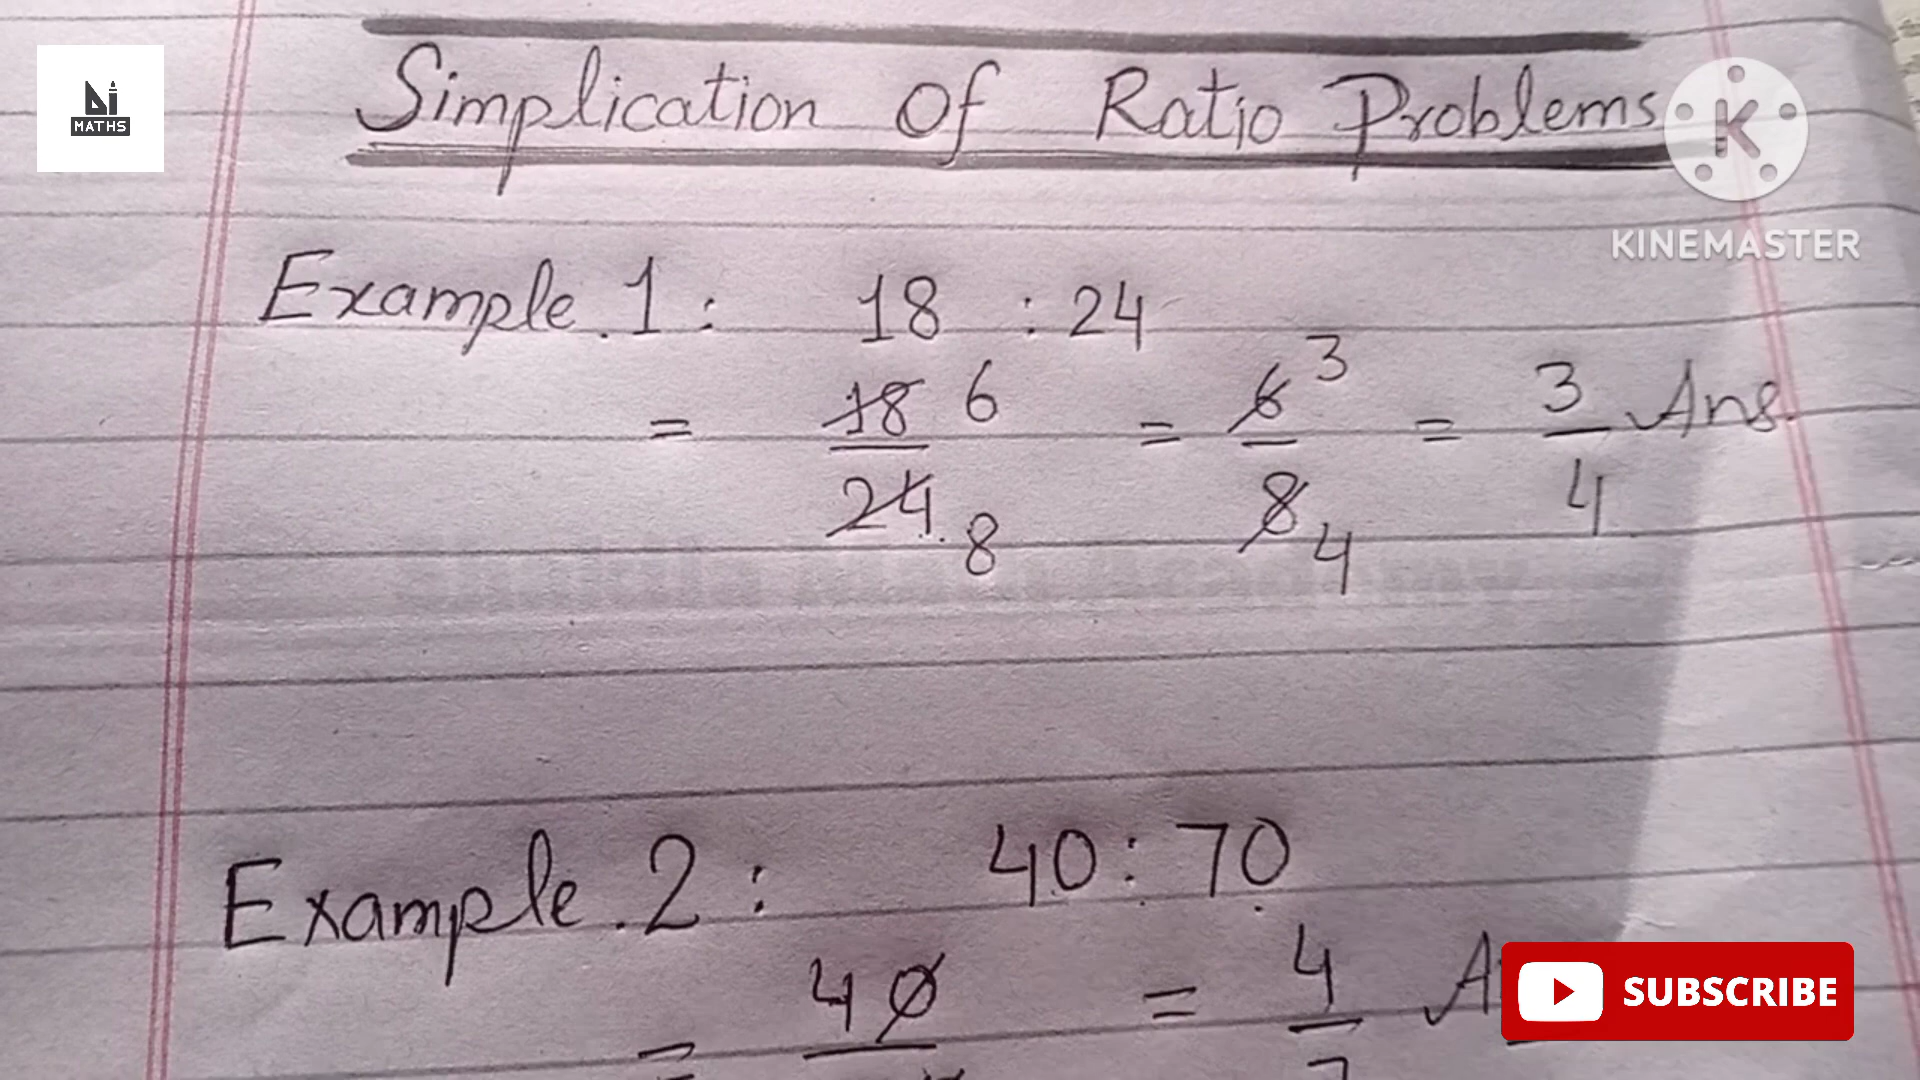 MATHS
Simplication Of Ratio Problems
K
KINEMASTER
Example.1: 18 : 24
= 18/24 6 8 = 6/8 3 4 = 3/4 Ans.
Example.2: 40:70
= 40 = 4
SUBSCRIBE